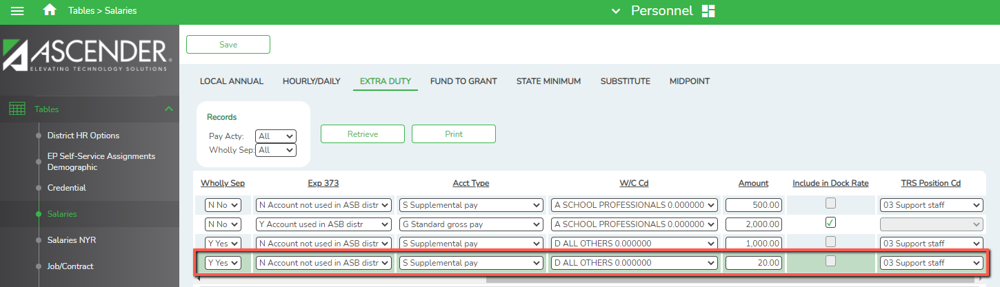 Tables > Salaries
Personnel
ASCENDER®
ELEVATING TECHNOLOGY SOLUTIONS
Tables
District HR Options
EP Self-Service Assignments
Demographic
Credential
Salaries
Salaries NYR
Job/Contract
Save
LOCAL ANNUAL HOURLY/DAILY EXTRA DUTY FUND TO GRANT STATE MINIMUM SUBSTITUTE MIDPOINT
Records
Pay Acty: All
Wholly Sep: All
Retrieve Print
Wholly Sep Exp 373 Acct Type W/C Cd Amount Include in Dock Rate TRS Position Cd
N No N Account not used in ASB distr S Supplemental pay A SCHOOL PROFESSIONALS 0.000000 500.00 03 Support staff
N No Y Account used in ASB distr G Standard gross pay A SCHOOL PROFESSIONALS 0.000000 2,000.00
Y Yes N Account not used in ASB distr S Supplemental pay D ALL OTHERS 0.000000 1,000.00 03 Support staff
Y Yes N Account not used in ASB distr S Supplemental pay D ALL OTHERS 0.000000 20.00 03 Support staff